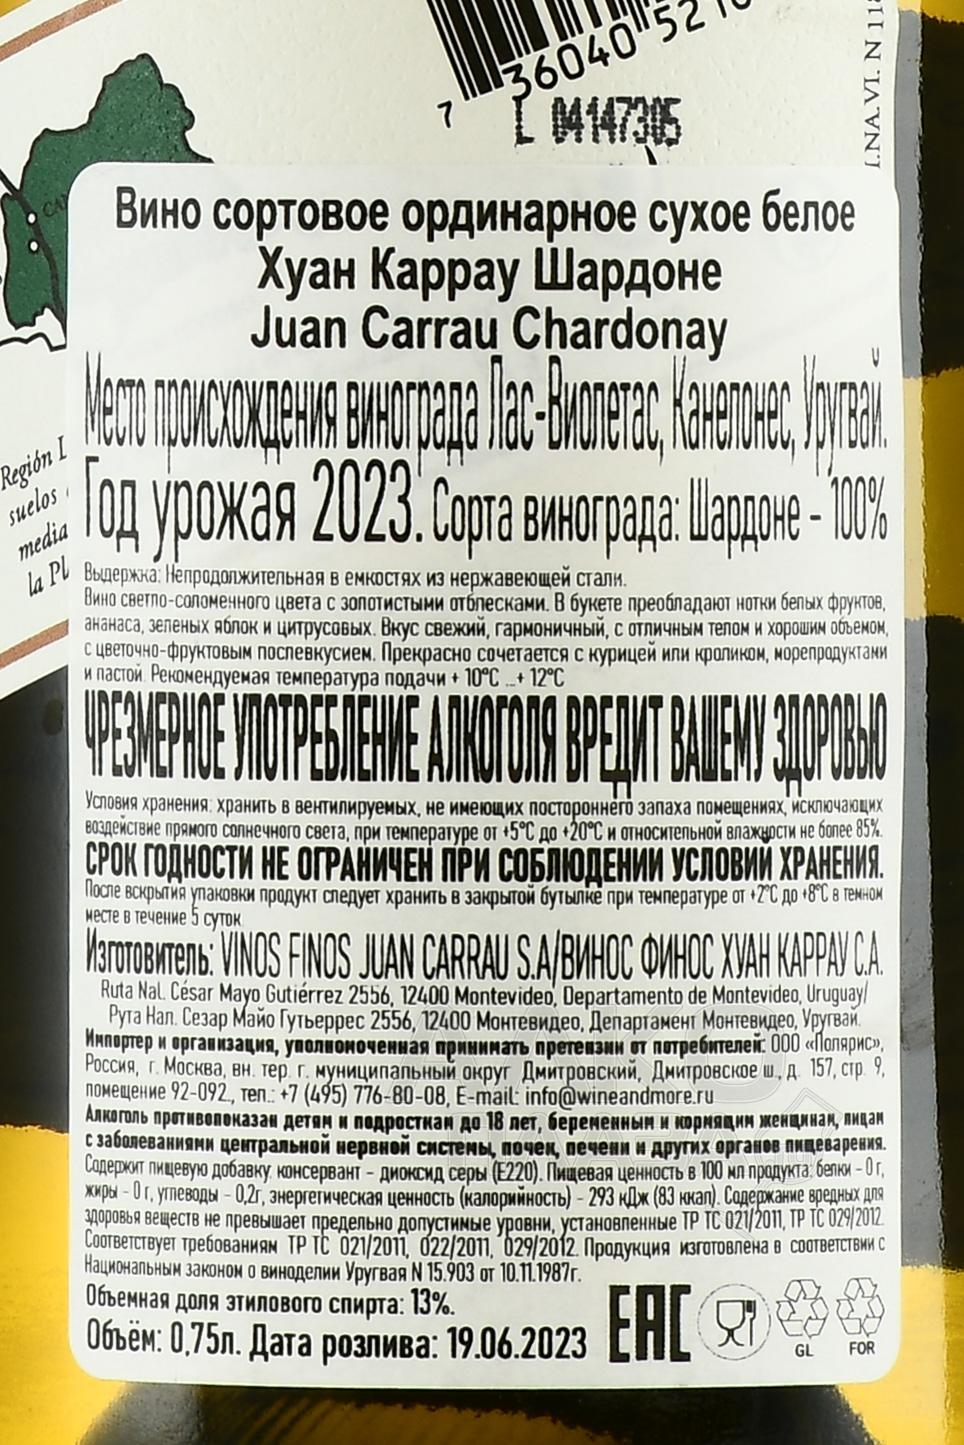 7 36040 521
L 04147305
I.NA.VI. N 118
Región
suelos
media
la Pl
Вино сортовое ординарное сухое белое
Хуан Каррау Шардоне
Juan Carrau Chardonay
Место происхождения винограда Лас-Виолетас, Канелонес, Уругвай.
Год урожая 2023. Сорта винограда: Шардоне - 100%
Выдержка: Непродолжительная в емкостях из нержавеющей стали.
Вино светло-соломенного цвета с золотистыми отблесками. В букете преобладают нотки белых фруктов,
ананаса, зеленых яблок и цитрусовых. Вкус свежий, гармоничный, с отличным телом и хорошим объемом,
с цветочно-фруктовым послевкусием. Прекрасно сочетается с курицей или кроликом, морепродуктами
и пастой. Рекомендуемая температура подачи + 10°C ...+ 12°C
ЧРЕЗМЕРНОЕ УПОТРЕБЛЕНИЕ АЛКОГОЛЯ ВРЕДИТ ВАШЕМУ ЗДОРОВЬЮ
Условия хранения: хранить в вентилируемых, не имеющих постороннего запаха помещениях, исключающих
воздействие прямого солнечного света, при температуре от +5°C до +20°C и относительной влажности не более 85%.
СРОК ГОДНОСТИ НЕ ОГРАНИЧЕН ПРИ СОБЛЮДЕНИИ УСЛОВИЙ ХРАНЕНИЯ.
После вскрытия упаковки продукт следует хранить в закрытой бутылке при температуре от +2°C до +8°C в темном
месте в течение 5 суток
Изготовитель: VINOS FINOS JUAN CARRAU S.A/ВИНОС ФИНОС ХУАН КАРРАУ С.А.
Ruta Nal. César Mayo Gutiérrez 2556, 12400 Montevideo, Departamento de Montevideo, Uruguay/
Рута Нал. Сезар Майо Гутьеррес 2556, 12400 Монтевидео, Департамент Монтевидео, Уругвай.
Импортер и организация, уполномоченная принимать претензии от потребителей: ООО «Полярис»,
Россия, г. Москва, вн. тер. г. муниципальный округ Дмитровский, Дмитровское ш., д. 157, стр. 9,
помещение 92-092., тел.: +7 (495) 776-80-08, E-mail: info@wineandmore.ru
Алкоголь противопоказан детям и подросткам до 18 лет, беременным и кормящим женщинам, лицам
с заболеваниями центральной нервной системы, почек, печени и других органов пищеварения.
Содержит пищевую добавку консервант - диоксид серы (E220). Пищевая ценность в 100 мл продукта: белки - 0 г,
жиры - 0 г, углеводы - 0,2г, энергетическая ценность (калорийность) - 293 кДж (83 ккал). Содержание вредных для
здоровья веществ не превышает предельно допустимые уровни, установленные ТР ТС 021/2011, ТР ТС 029/2012.
Соответствует требованиям ТР ТС 021/2011, 022/2011, 029/2012. Продукция изготовлена в соответствии с
Национальным законом о виноделии Уругвая N 15.903 от 10.11.1987г.
Объемная доля этилового спирта: 13%.
Объём: 0,75л. Дата розлива: 19.06.2023
EAC
GL
FOR